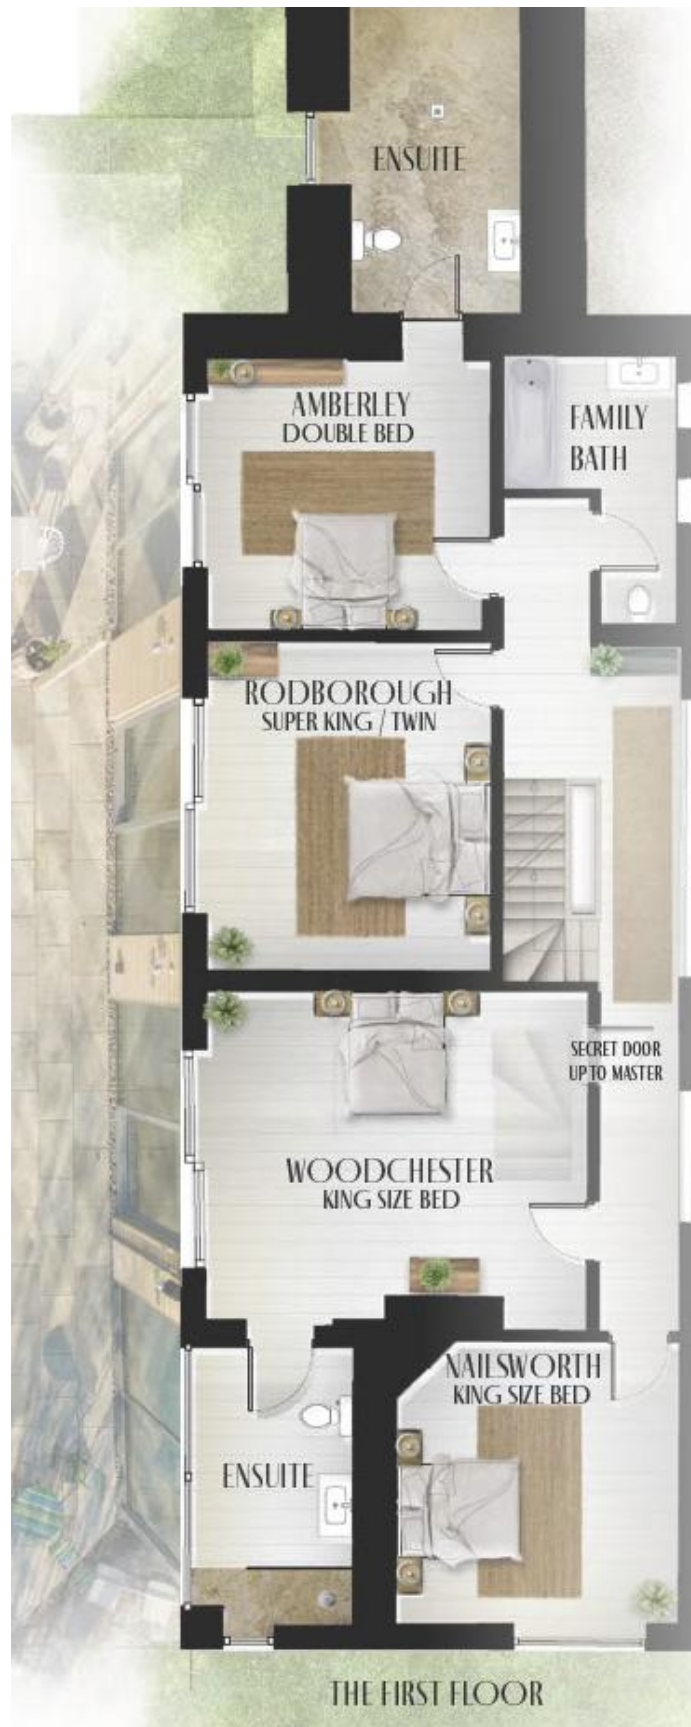 ENSUITE
AMBERLEY
DOUBLE BED
FAMILY
BATH
RODBOROUGH
SUPER KING / TWIN
SECRET DOOR
UP TO MASTER
WOODCHESTER
KING SIZE BED
NAILSWORTH
KING SIZE BED
ENSUITE
THE FIRST FLOOR